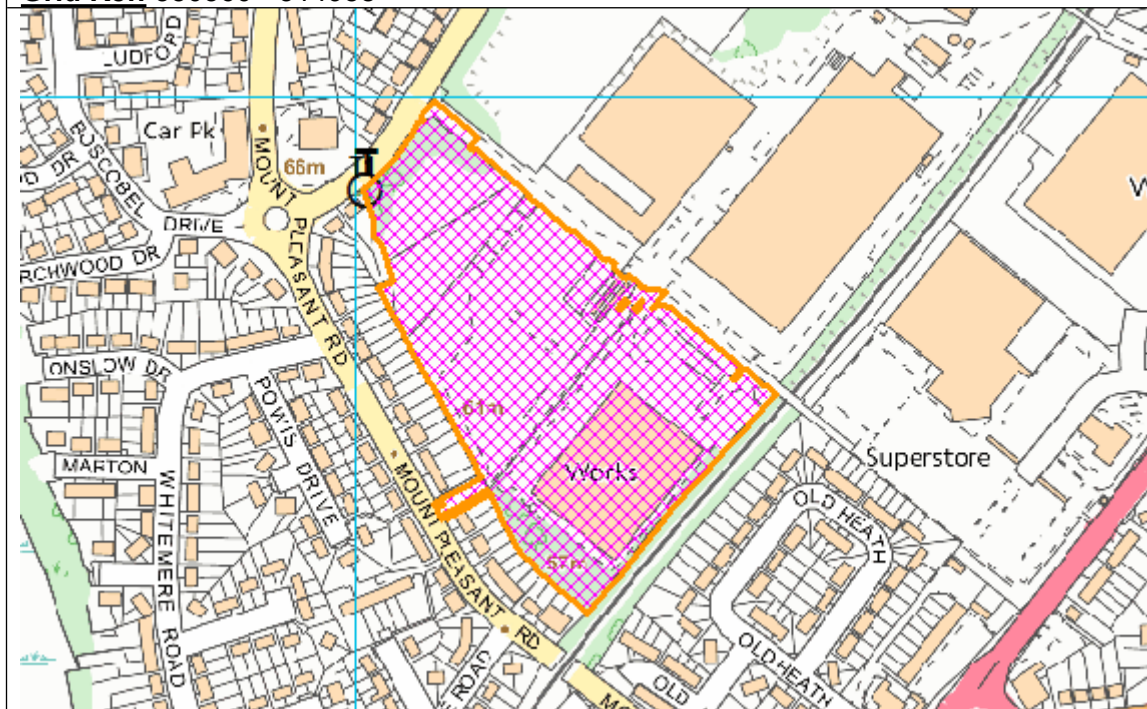 LUDFORD
BOSCOBEL
DRIVE
Car Pk
66m
MOUNT PLEASANT RD
RCHWOOD DR
ONSLOW DR
POWIS DRIVE
MARTON
WHITEMERE ROAD
61m
MOUNT PLEASANT RD
Works
57m
Superstore
OLD HEATH
OLD HEATH
OLD
ROAD
W